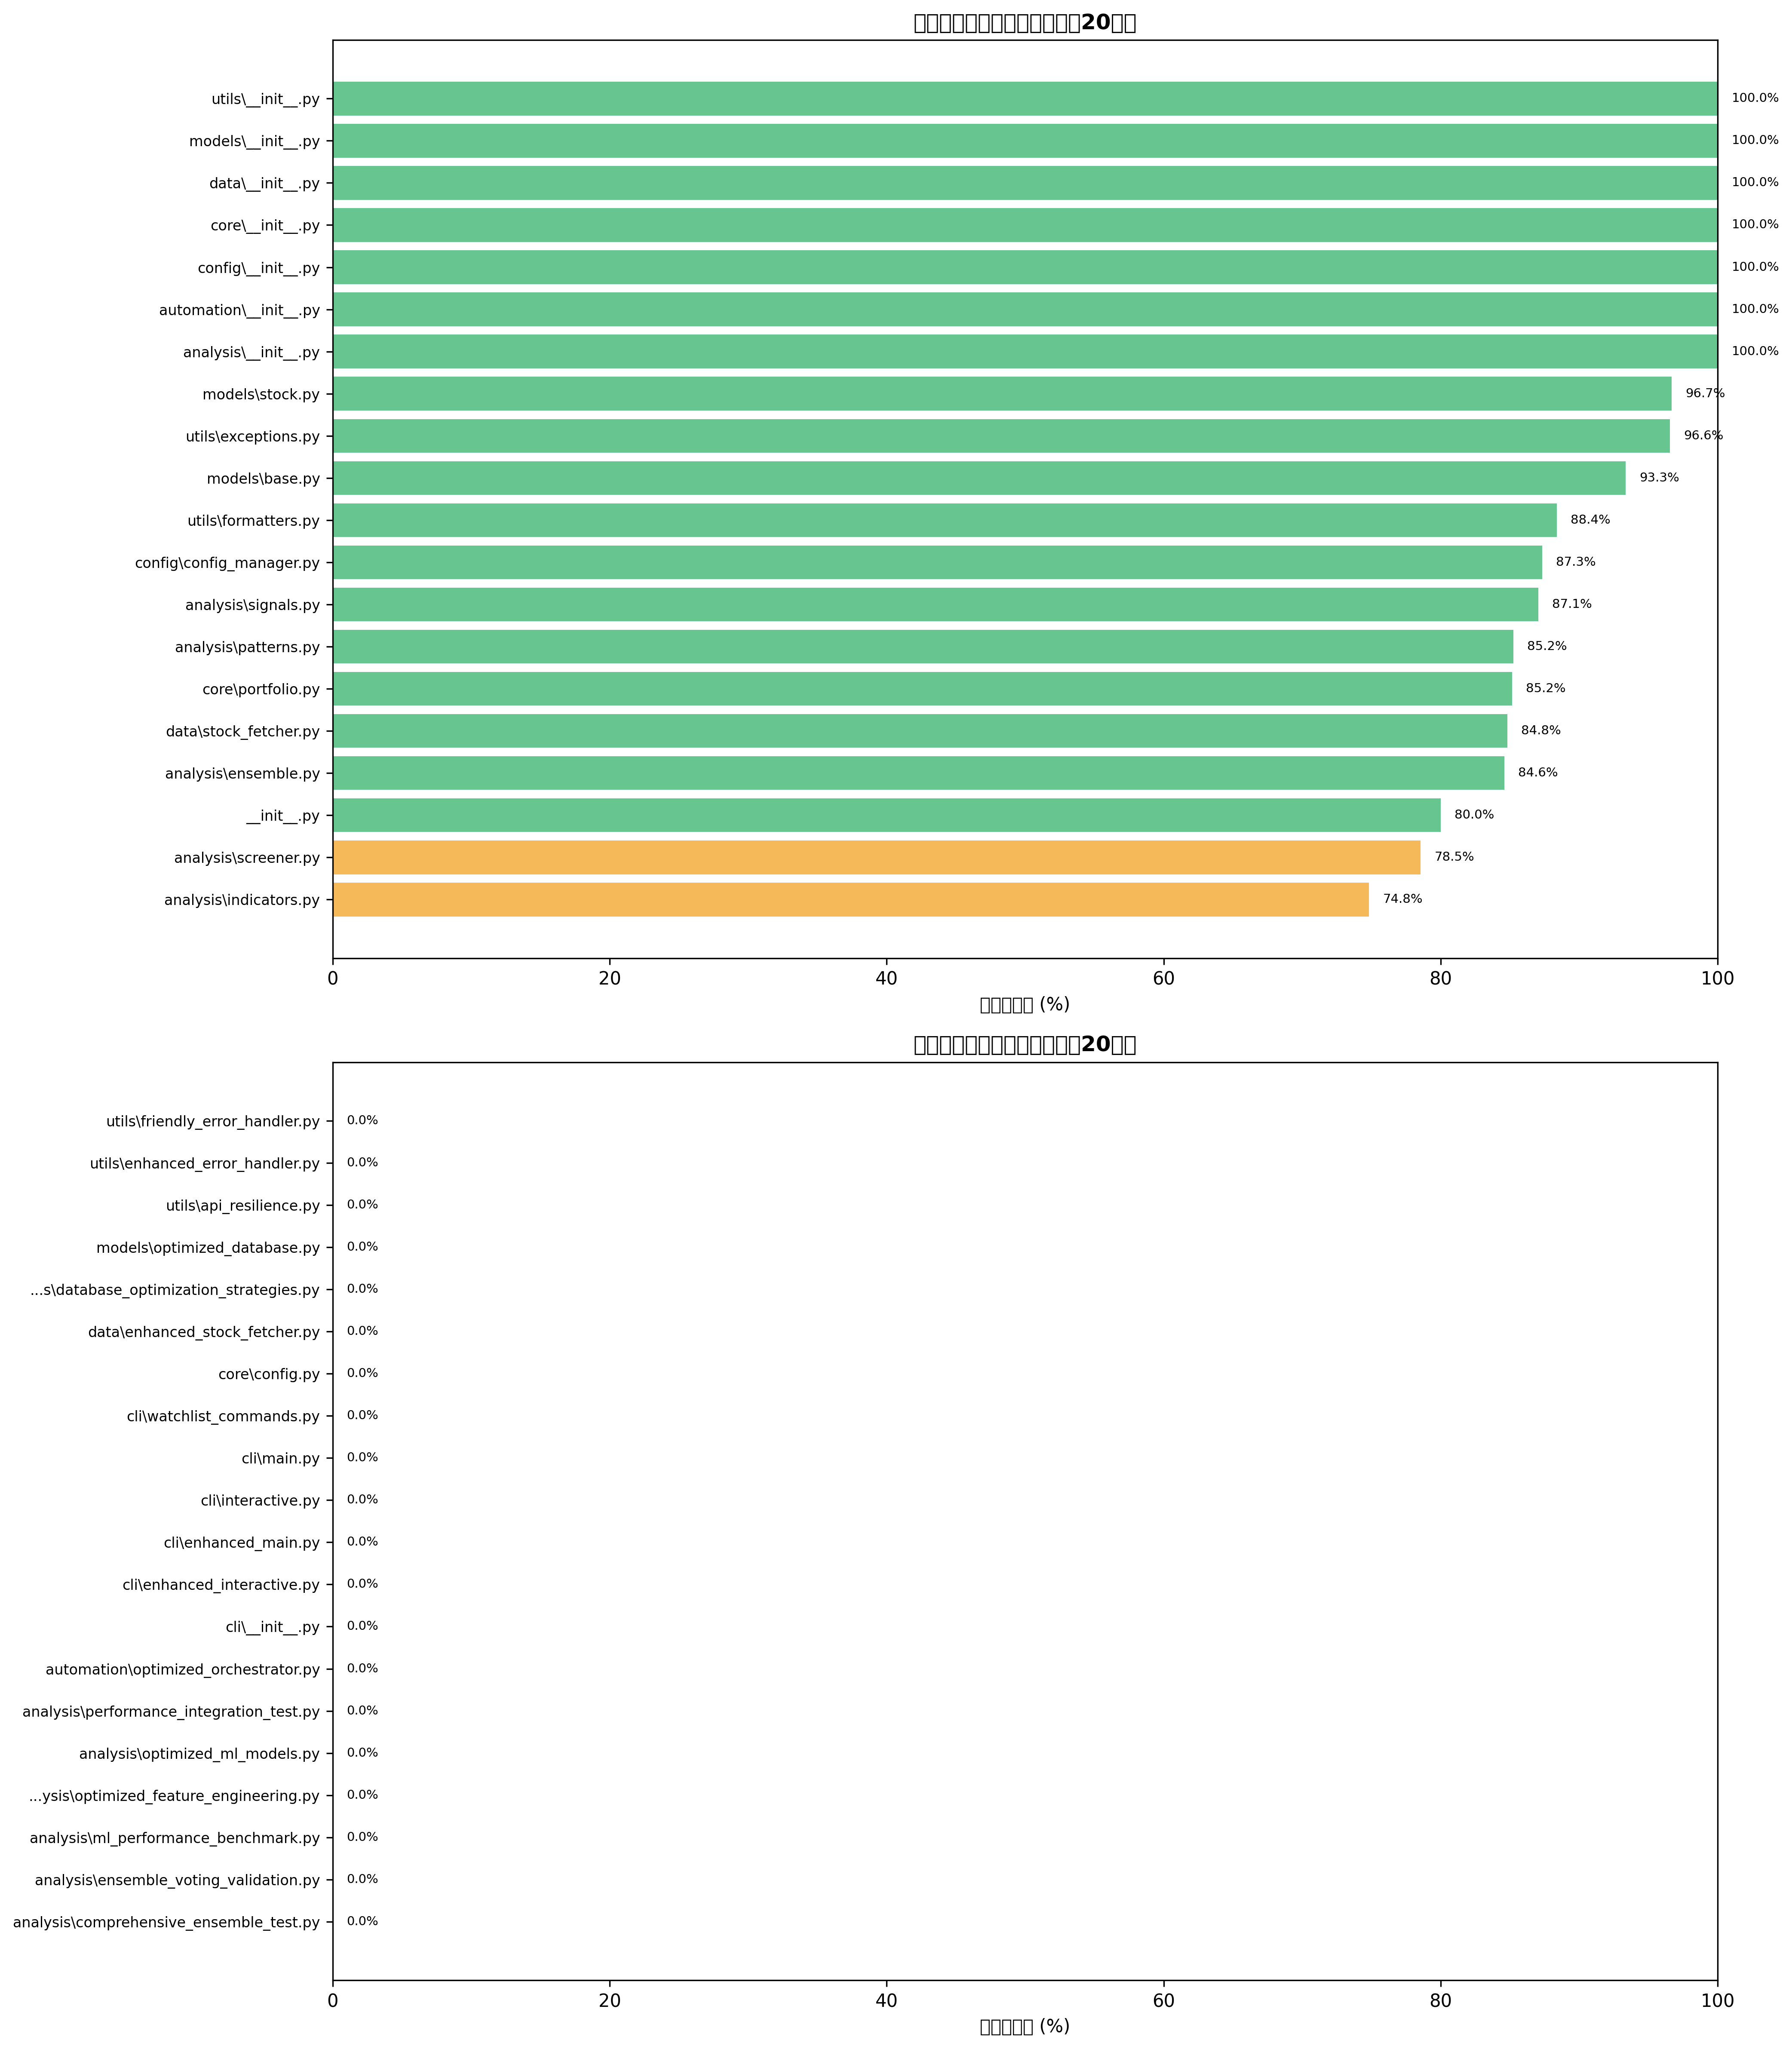 20
utils\__init__.py 100.0%
models\__init__.py 100.0%
data\__init__.py 100.0%
core\__init__.py 100.0%
config\__init__.py 100.0%
automation\__init__.py 100.0%
analysis\__init__.py 100.0%
models\stock.py 96.7%
utils\exceptions.py 96.6%
models\base.py 93.3%
utils\formatters.py 88.4%
config\config_manager.py 87.3%
analysis\signals.py 87.1%
analysis\patterns.py 85.2%
core\portfolio.py 85.2%
data\stock_fetcher.py 84.8%
analysis\ensemble.py 84.6%
__init__.py 80.0%
analysis\screener.py 78.5%
analysis\indicators.py 74.8%
0 20 40 60 80 100
(%)
20
utils\friendly_error_handler.py 0.0%
utils\enhanced_error_handler.py 0.0%
utils\api_resilience.py 0.0%
models\optimized_database.py 0.0%
...s\database_optimization_strategies.py 0.0%
data\enhanced_stock_fetcher.py 0.0%
core\config.py 0.0%
cli\watchlist_commands.py 0.0%
cli\main.py 0.0%
cli\interactive.py 0.0%
cli\enhanced_main.py 0.0%
cli\enhanced_interactive.py 0.0%
cli\__init__.py 0.0%
automation\optimized_orchestrator.py 0.0%
analysis\performance_integration_test.py 0.0%
analysis\optimized_ml_models.py 0.0%
...ysis\optimized_feature_engineering.py 0.0%
analysis\ml_performance_benchmark.py 0.0%
analysis\ensemble_voting_validation.py 0.0%
analysis\comprehensive_ensemble_test.py 0.0%
0 20 40 60 80 100
(%)